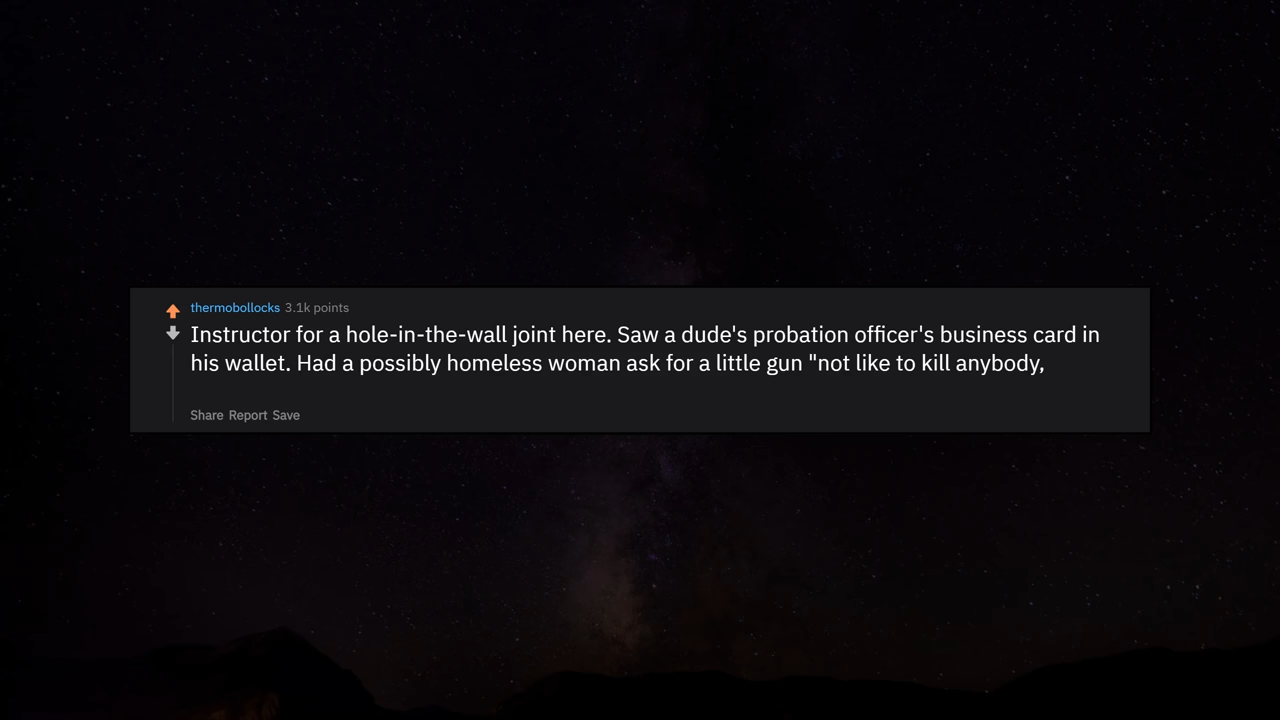 thermobollocks 3.1k points
Instructor for a hole-in-the-wall joint here. Saw a dude's probation officer's business card in
his wallet. Had a possibly homeless woman ask for a little gun "not like to kill anybody,
Share Report Save